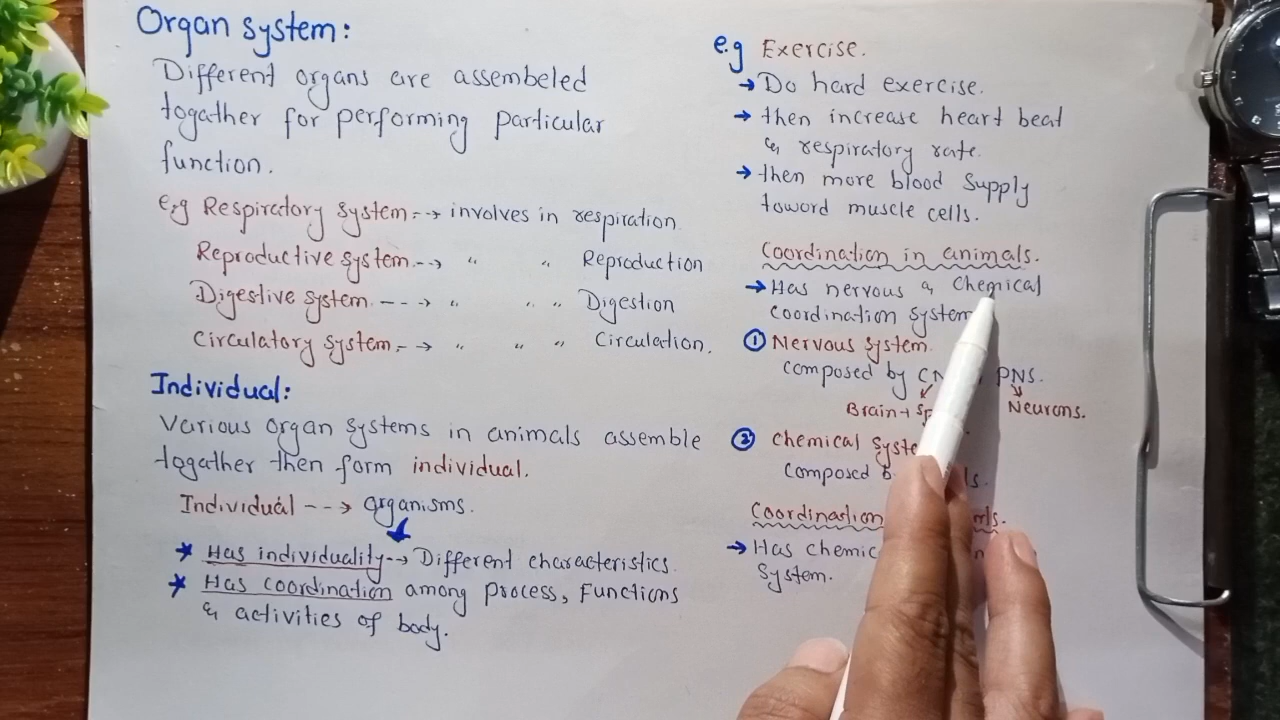 Organ system:
Different organs are assembeled
togather for performing particular
function.
e,g Respiratory system --→ involves in respiration
Reproductive system --→ " " Reproduction
Digestive system. ---→ " " " Digestion
Circulatory system, -→ " " " Circulation.
Individual:
Various organ systems in animals assemble
togather then form individual.
Individual --→ organisms.
* Has individuality --→ Different characteristics.
* Has coordination among process, Functions
& activities of body.
e.g Exercise.
→ Do hard exercise.
→ then increase heart beat
& respiratory rate.
→ then more blood supply
toword muscle cells.
Coordination in animals.
→ Has nervous & chemical
coordination system
① Nervous system.
composed by PNS.
Brain + Neurons.
② chemical
composed
Coordination
→ Has
system.